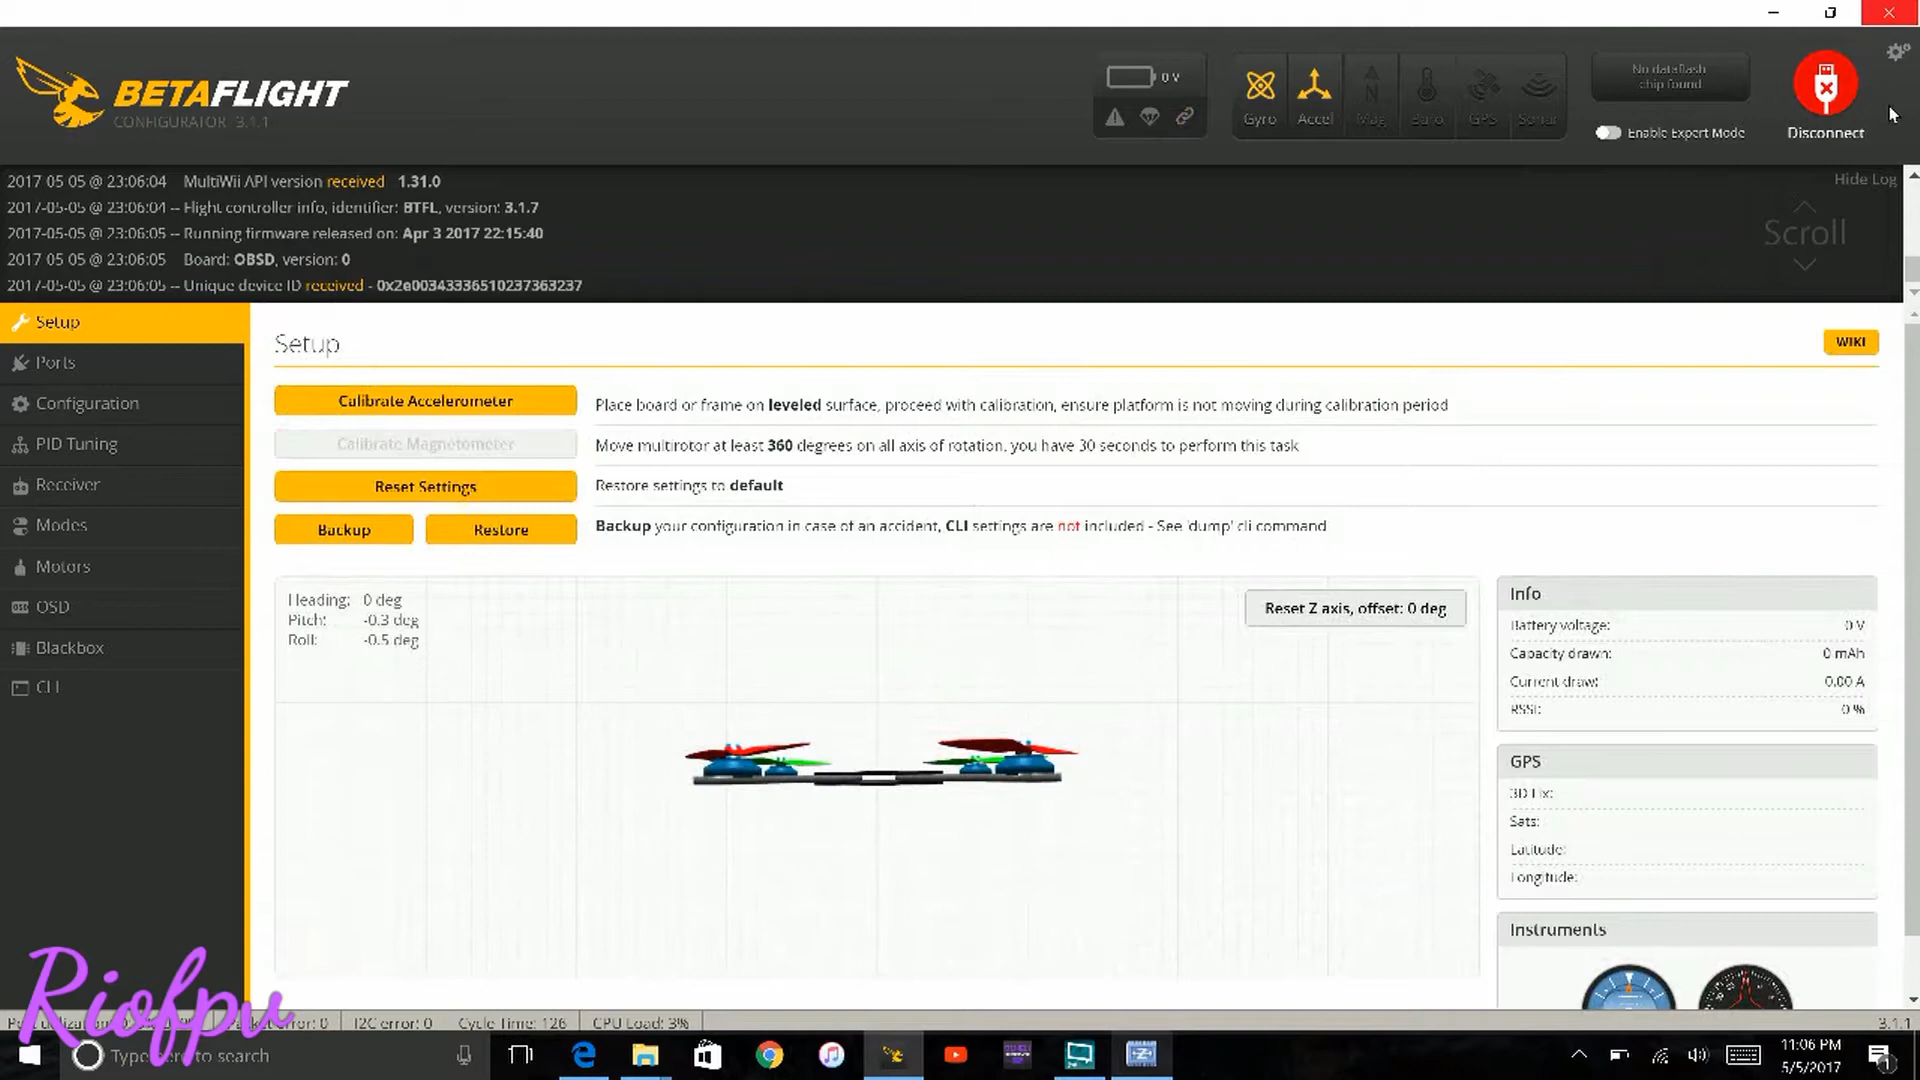 BETAFLIGHT
CONFIGURATOR 3.1.1
0 V
Gyro
Accel
Mag
Baro
GPS
Sonar
No dataflash
chip found
Enable Expert Mode
Disconnect
2017 05 05 @ 23:06:04 MultiWii API version received 1.31.0
2017-05-05 @ 23:06:04 -- Flight controller info, identifier: BTFL, version: 3.1.7
2017-05-05 @ 23:06:05 -- Running firmware released on: Apr 3 2017 22:15:40
2017 05 05 @ 23:06:05 Board: OBSD, version: 0
2017-05-05 @ 23:06:05 -- Unique device ID received - 0x2e003433365102373632​37
Hide Log
Scroll
Setup
Ports
Configuration
PID Tuning
Receiver
Modes
Motors
OSD
Blackbox
CLI
Setup
WIKI
Calibrate Accelerometer
Place board or frame on leveled surface, proceed with calibration, ensure platform is not moving during calibration period
Calibrate Magnetometer
Move multirotor at least 360 degrees on all axis of rotation, you have 30 seconds to perform this task
Reset Settings
Restore settings to default
Backup
Restore
Backup your configuration in case of an accident, CLI settings are not included - See 'dump' cli command
Heading: 0 deg
Pitch: -0.3 deg
Roll: -0.5 deg
Reset Z axis, offset: 0 deg
Info
Battery voltage: 0 V
Capacity drawn: 0 mAh
Current draw: 0.00 A
RSSI: 0 %
GPS
3D Fix:
Sats:
Latitude:
Longitude:
Instruments
Riofpv
error: 0
I2C error: 0
Cycle Time: 126
CPU Load: 3%
3.1.1
Type here to search
11:06 PM
5/5/2017